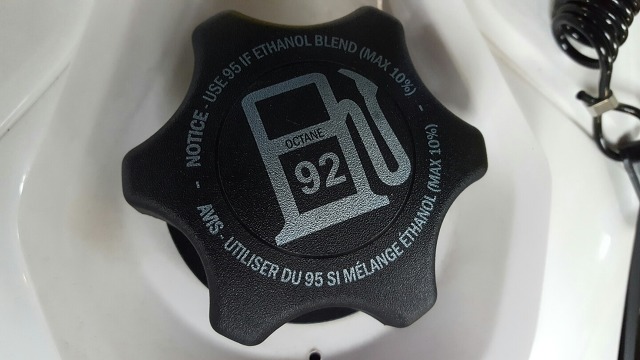 NOTICE - USE 95 IF ETHANOL BLEND (MAX 10%) -
OCTANE
92
AVIS - UTILISER DU 95 SI MÉLANGE ÉTHANOL (MAX 10%) -